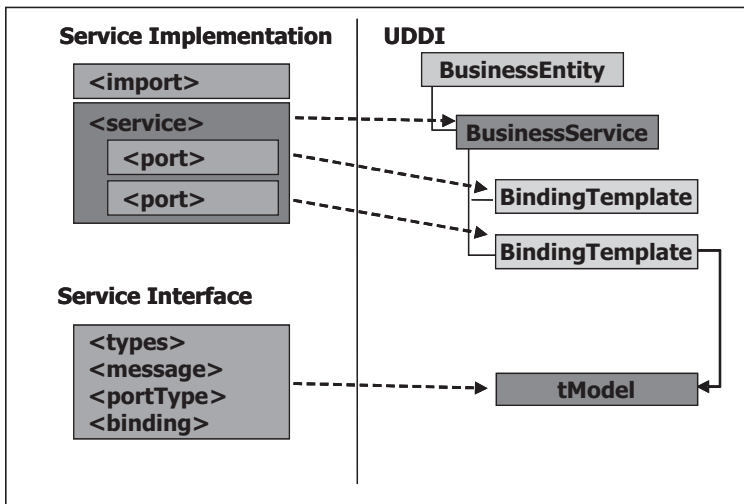 Service Implementation
<import>
<service>
<port>
<port>
Service Interface
<types>
<message>
<portType>
<binding>
UDDI
BusinessEntity
BusinessService
BindingTemplate
BindingTemplate
tModel